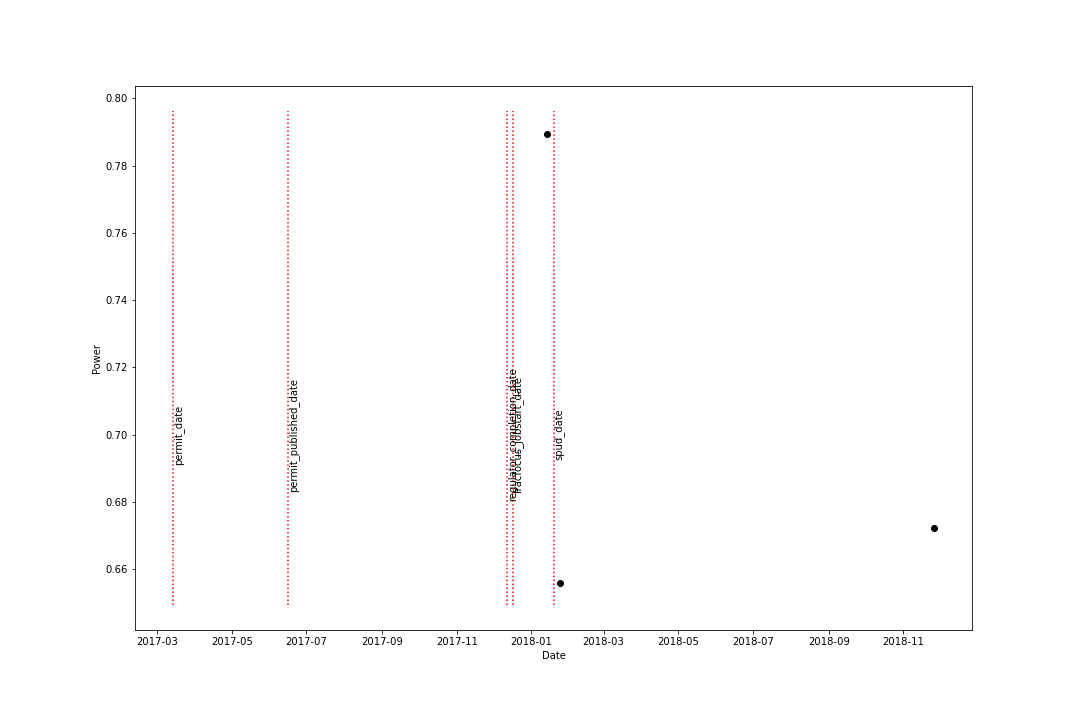 0.80
0.78
0.76
0.74
0.72
0.70
0.68
0.66
Power
permit_date
permit_published_date
regulator_completion_date
fracfocus_jobstart_date
spud_date
2017-03
2017-05
2017-07
2017-09
2017-11
2018-01
2018-03
2018-05
2018-07
2018-09
2018-11
Date